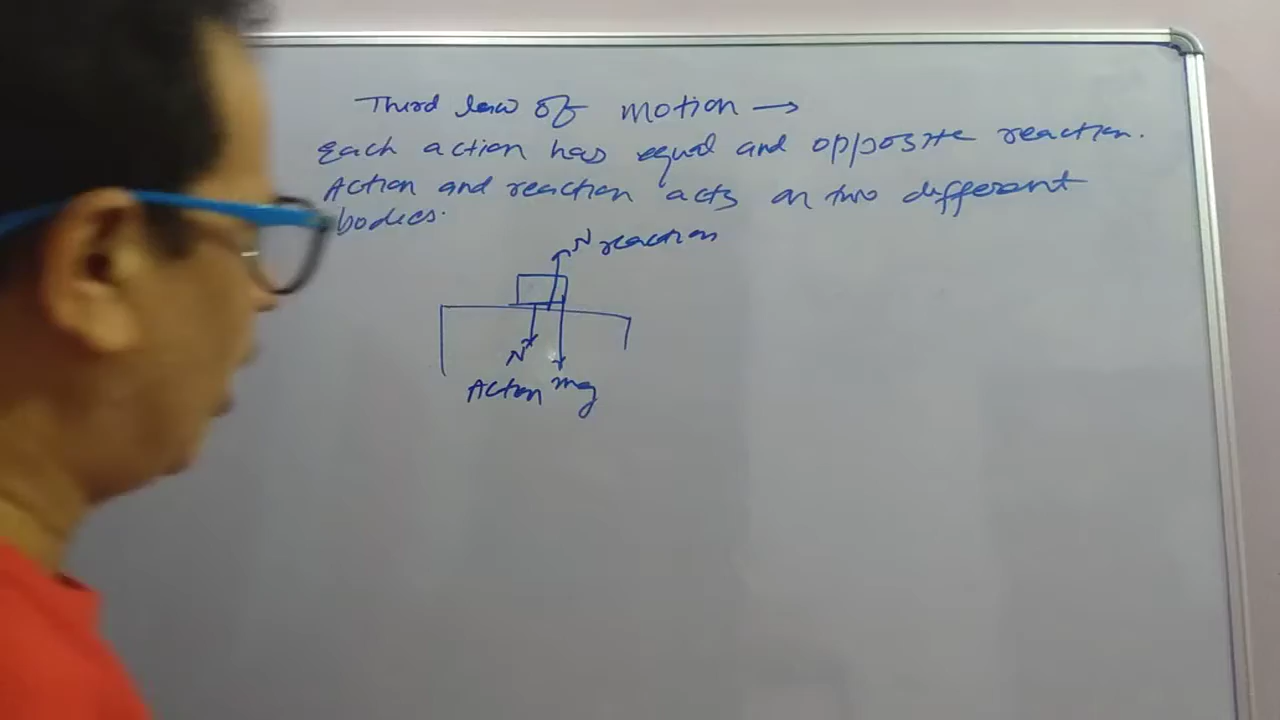 Third law of motion →
Each action has equal and opposite reaction.
Action and reaction acts on two different
bodies.
N reaction
N
Action mg